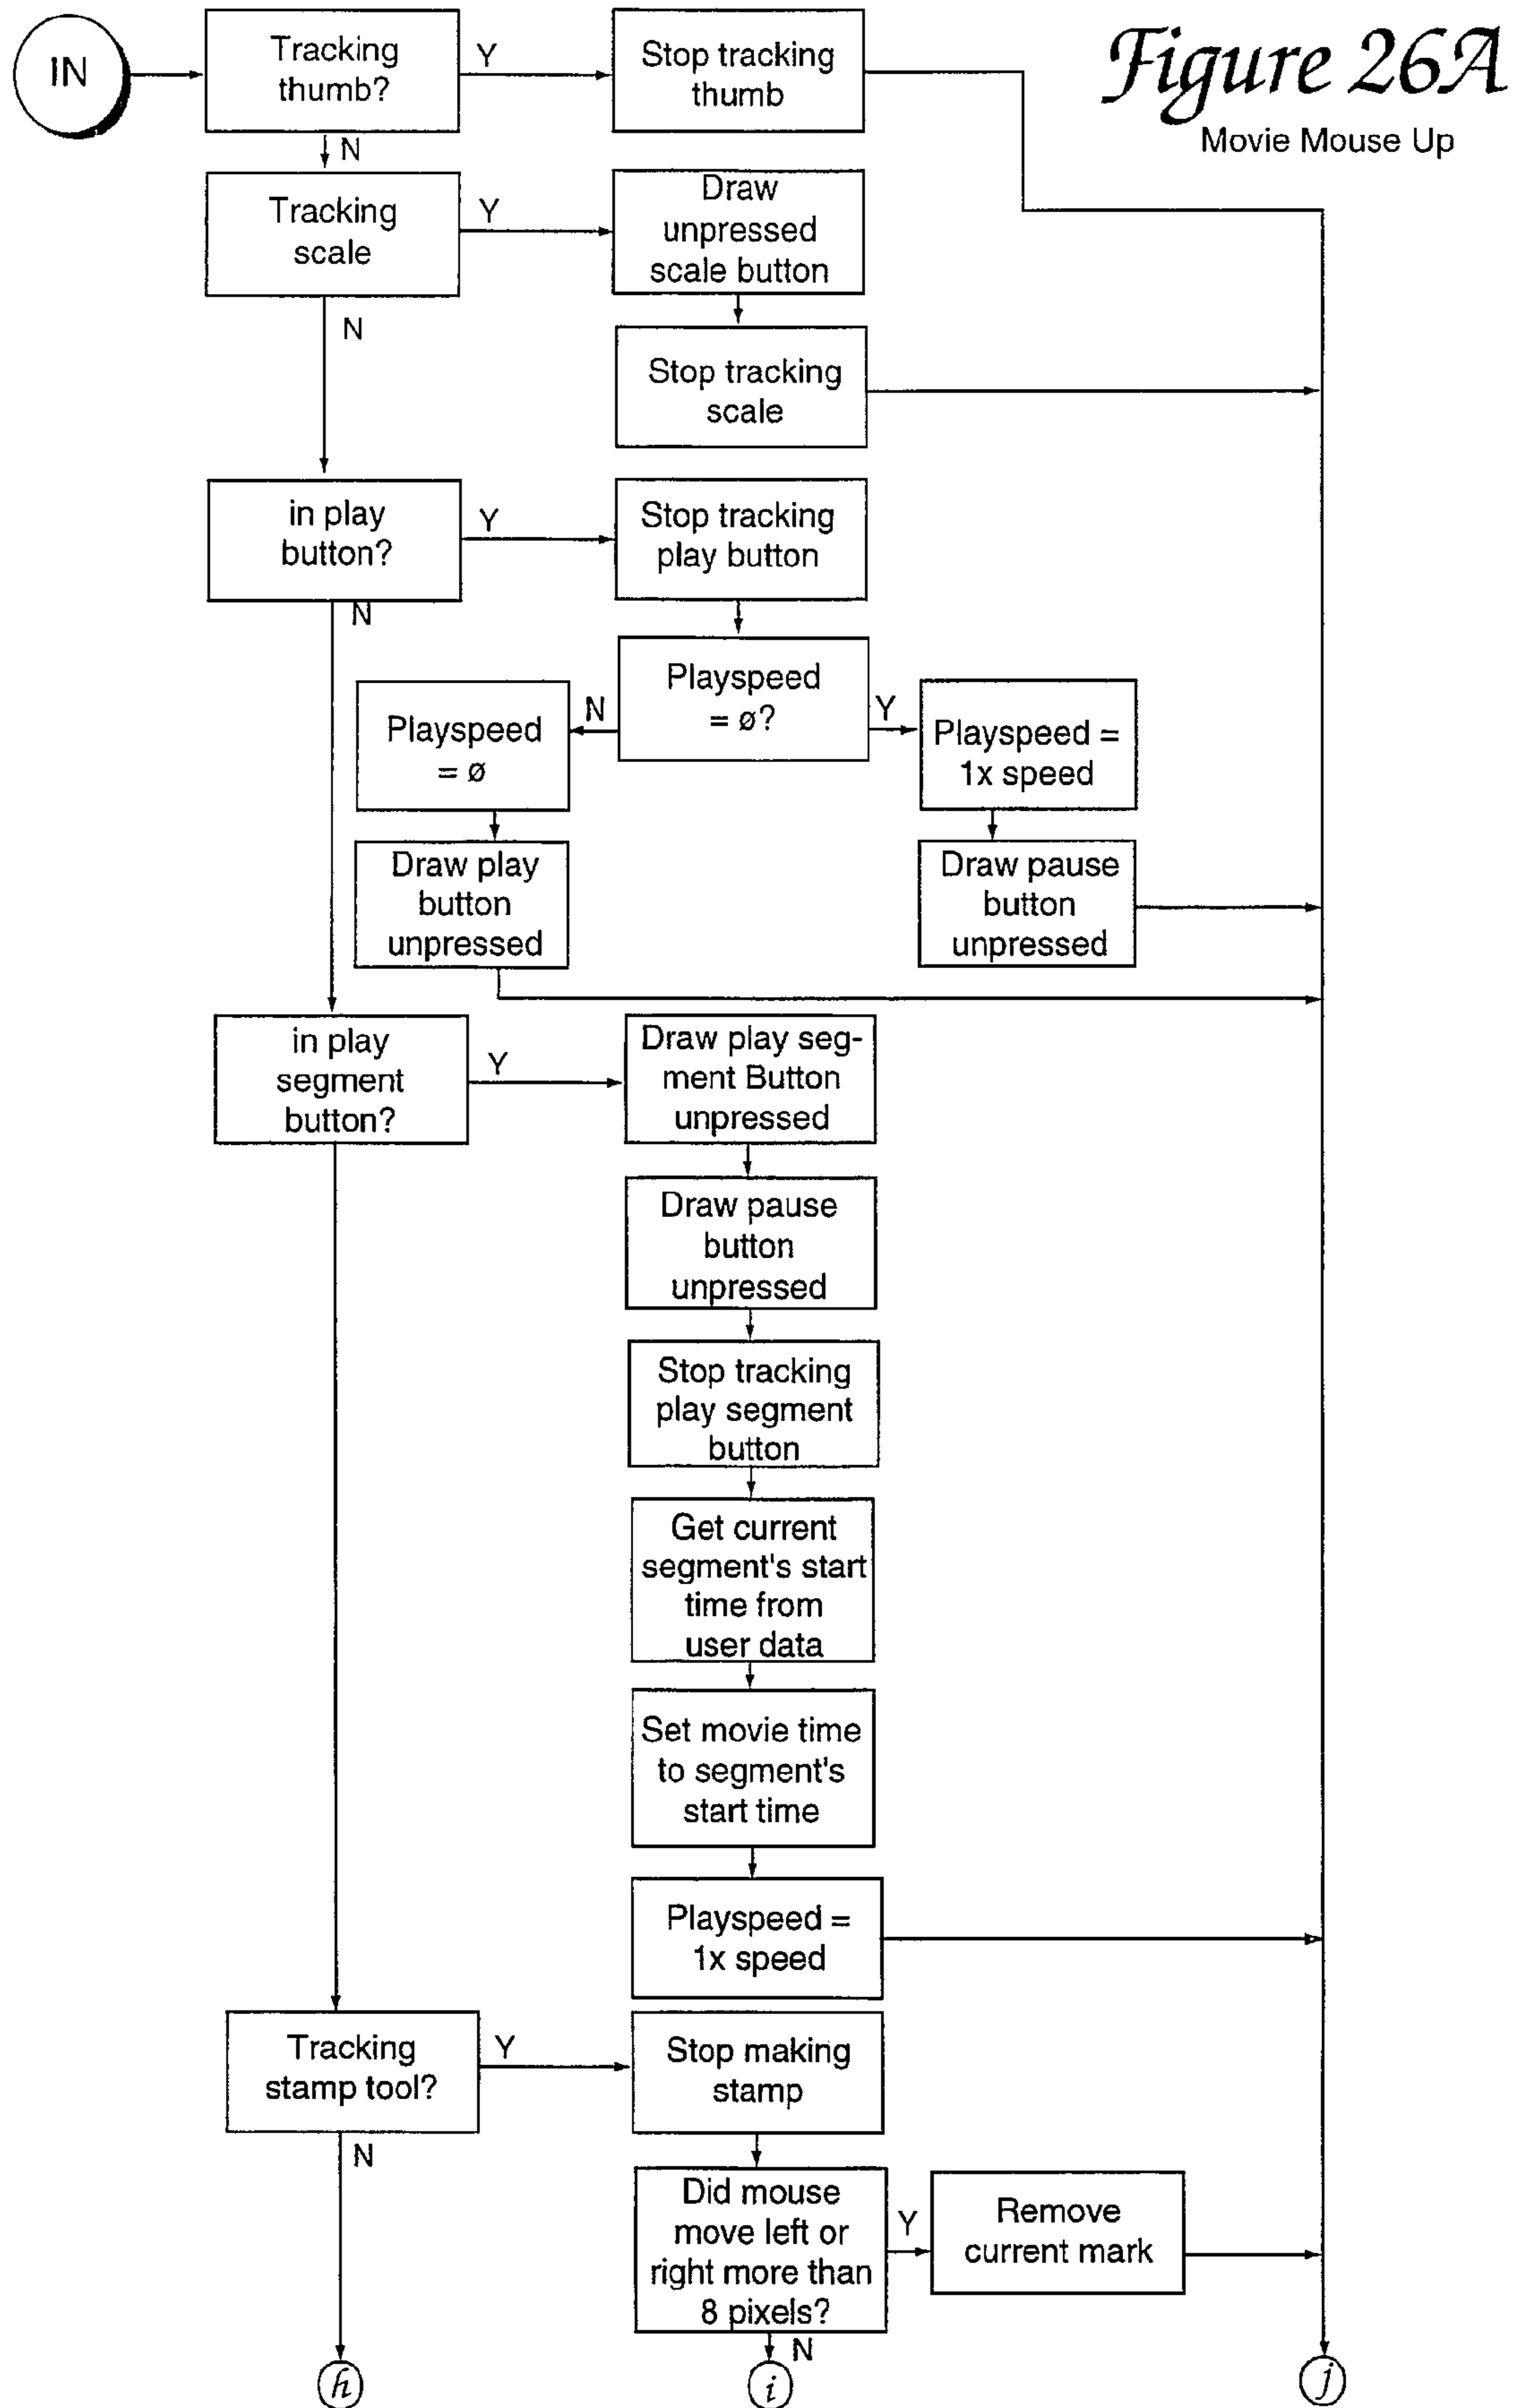 Figure 26A
Movie Mouse Up
IN
Tracking
thumb?
Y
Stop tracking
thumb
N
Tracking
scale
Y
Draw
unpressed
scale button
N
Stop tracking
scale
in play
button?
Y
Stop tracking
play button
N
Playspeed
= ø?
N
Playspeed
= ø
Y
Playspeed =
1x speed
Draw play
button
unpressed
Draw pause
button
unpressed
in play
segment
button?
Y
Draw play seg-
ment Button
unpressed
Draw pause
button
unpressed
Stop tracking
play segment
button
Get current
segment's start
time from
user data
Set movie time
to segment's
start time
Playspeed =
1x speed
Tracking
stamp tool?
Y
Stop making
stamp
N
Did mouse
move left or
right more than
8 pixels?
Y
Remove
current mark
N
h
i
j